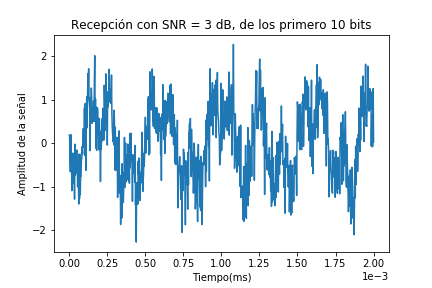 Recepción con SNR = 3 dB, de los primero 10 bits
Amplitud de la señal
2
1
0
−1
−2
0.00 0.25 0.50 0.75 1.00 1.25 1.50 1.75 2.00
1e−3
Tiempo(ms)